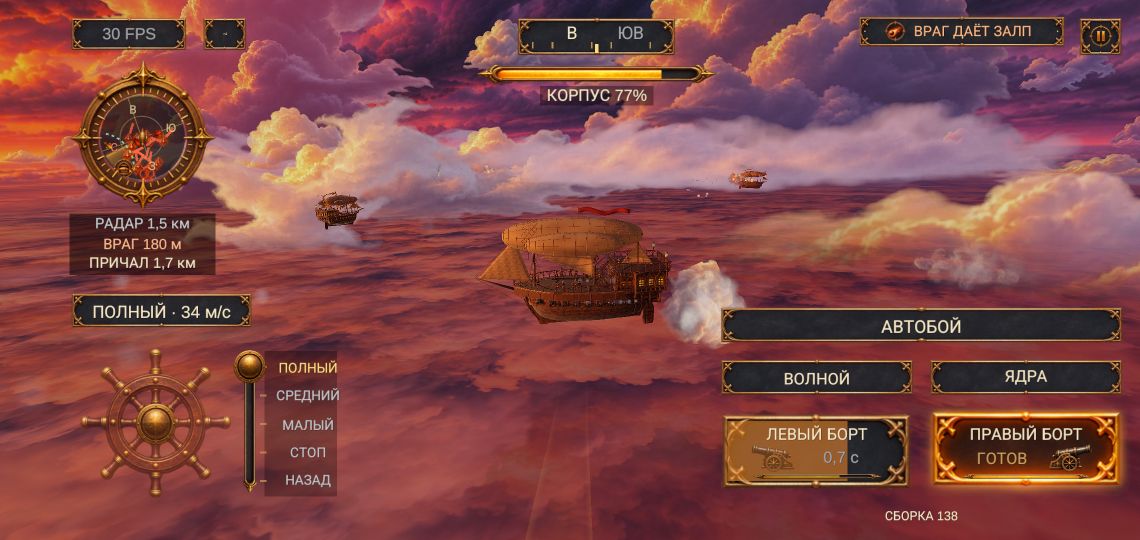 30 FPS
В ЮВ
ВРАГ ДАЁТ ЗАЛП
КОРПУС 77%
В
Ю
С
З
РАДАР 1,5 км
ВРАГ 180 м
ПРИЧАЛ 1,7 км
ПОЛНЫЙ · 34 м/с
ПОЛНЫЙ
СРЕДНИЙ
МАЛЫЙ
СТОП
НАЗАД
АВТОБОЙ
ВОЛНОЙ
ЯДРА
ЛЕВЫЙ БОРТ
0,7 с
ПРАВЫЙ БОРТ
ГОТОВ
СБОРКА 138